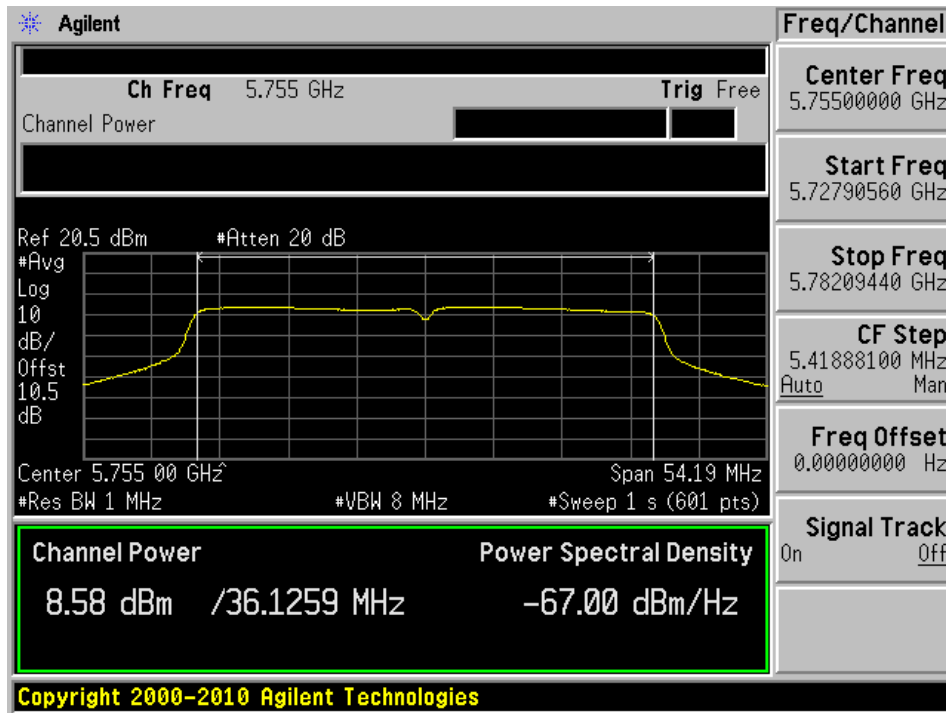 Agilent
Freq/Channel
Ch Freq 5.755 GHz Trig Free
Channel Power
Center Freq
5.75500000 GHz
Start Freq
5.72790560 GHz
Stop Freq
5.78209440 GHz
CF Step
5.41888100 MHz
Auto Man
Freq Offset
0.00000000 Hz
Signal Track
On Off
Ref 20.5 dBm #Atten 20 dB
#Avg
Log
10
dB/
Offst
10.5
dB
Center 5.755 00 GHz^ Span 54.19 MHz
#Res BW 1 MHz #VBW 8 MHz #Sweep 1 s (601 pts)
Channel Power Power Spectral Density
8.58 dBm /36.1259 MHz -67.00 dBm/Hz
Copyright 2000-2010 Agilent Technologies